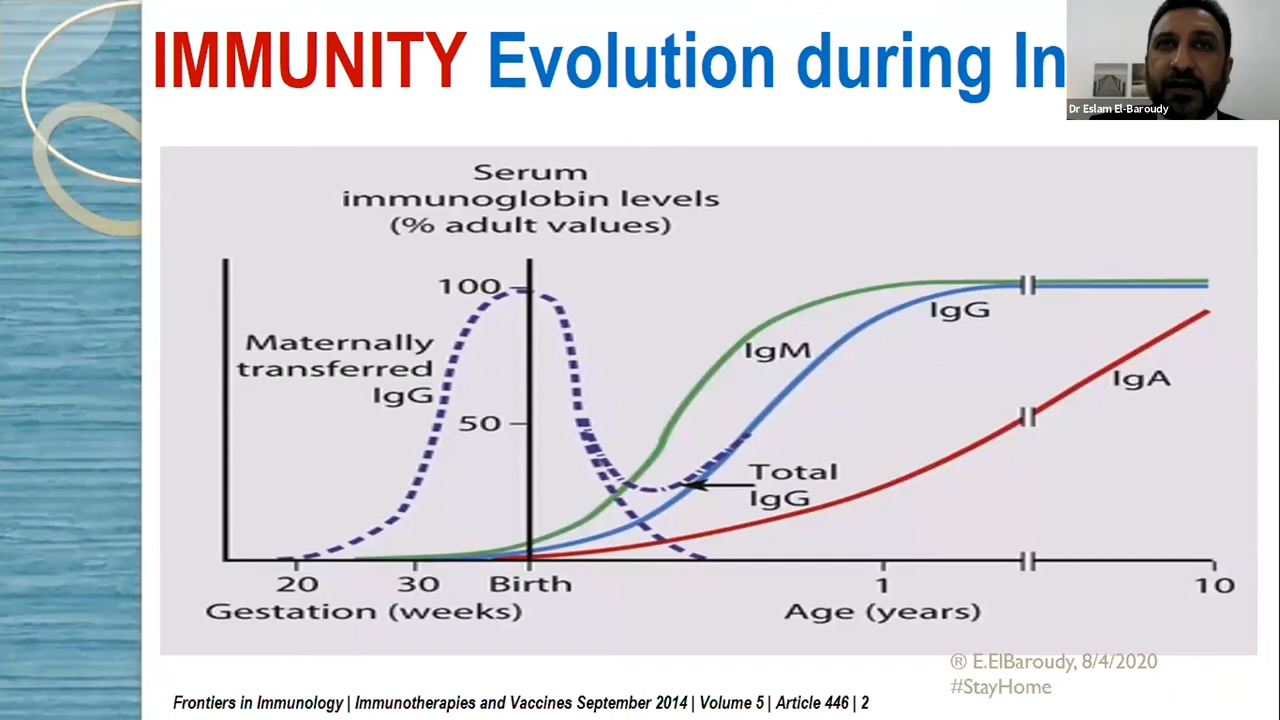 IMMUNITY Evolution during In
Dr Eslam El-Baroudy
Serum
immunoglobin levels
(% adult values)
100
Maternally
transferred
IgG
50
IgM
IgG
IgA
Total
IgG
20 30 Birth 1 10
Gestation (weeks) Age (years)
® E.ElBaroudy, 8/4/2020
#StayHome
Frontiers in Immunology | Immunotherapies and Vaccines September 2014 | Volume 5 | Article 446 | 2